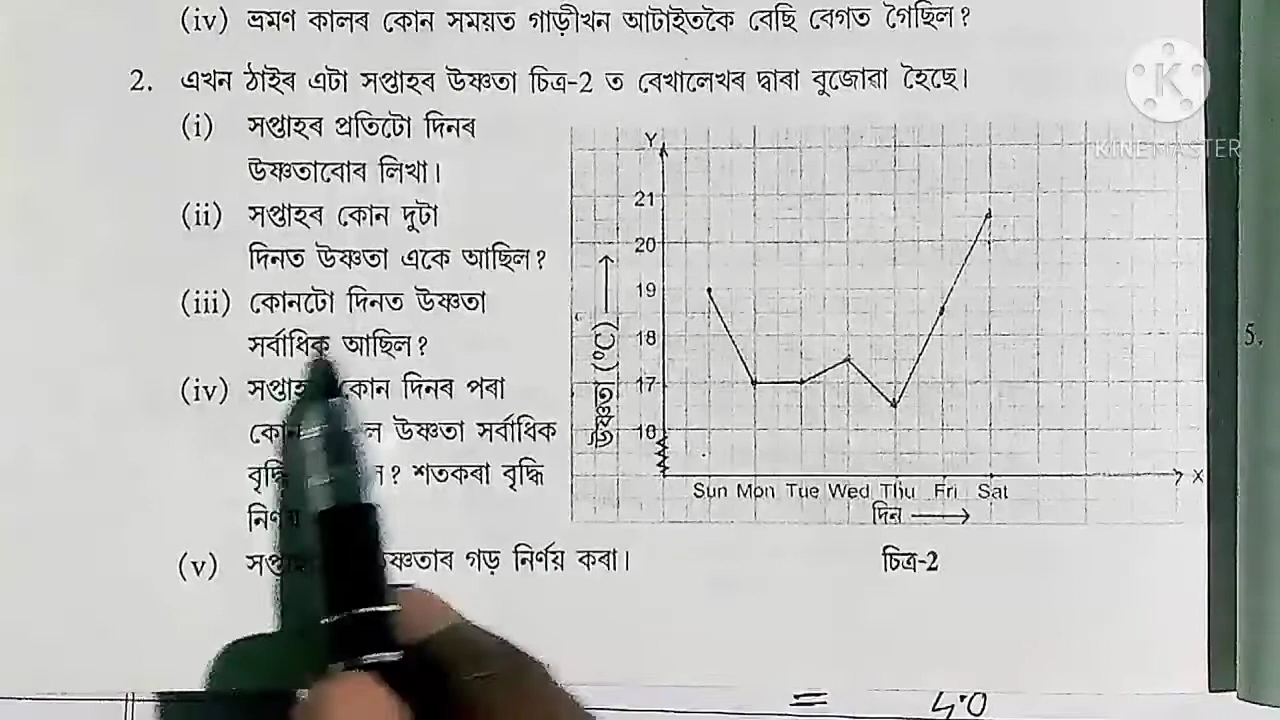 (iv) ভ্ৰমণ কালৰ কোন সময়ত গাড়ীখন আটাইতকৈ বেছি বেগত গৈছিল?
2. এখন ঠাইৰ এটা সপ্তাহৰ উষ্ণতা চিত্ৰ-2 ত ৰেখালেখৰ দ্বাৰা বুজোৱা হৈছে।
(i) সপ্তাহৰ প্ৰতিটো দিনৰ
উষ্ণতাবোৰ লিখা।
(ii) সপ্তাহৰ কোন দুটা
দিনত উষ্ণতা একে আছিল?
(iii) কোনটো দিনত উষ্ণতা
সৰ্বাধিক আছিল?
(iv) কোন দিনৰ পৰা
উষ্ণতা সৰ্বাধিক
শতকৰা বৃদ্ধি
(v) গড় নিৰ্ণয় কৰা।
Y
21
20
19
18
17
16
উষ্ণতা (°C)
X
Sun Mon Tue Wed Thu Fri Sat
দিন
চিত্ৰ-2
K
KINEMASTER
5.
=